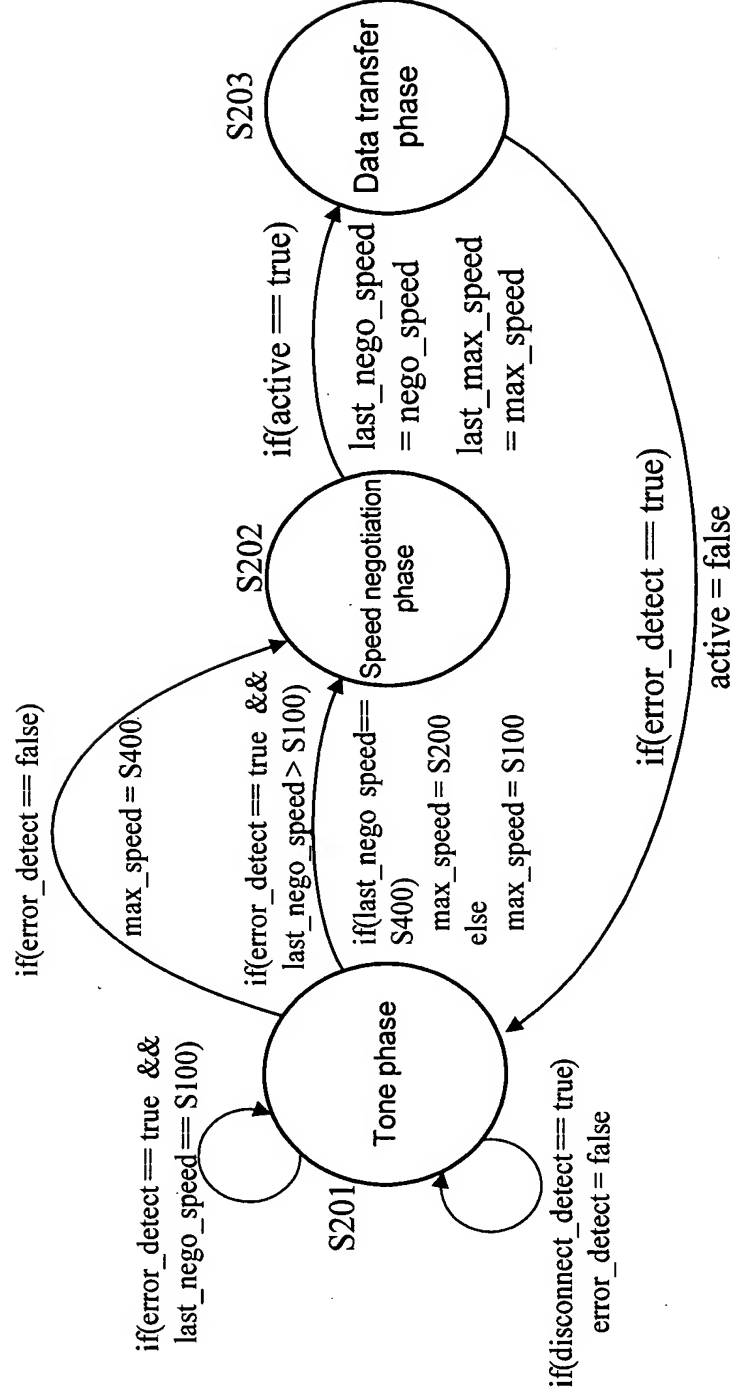 if(error_detect == false)
max_speed = S400
if(error_detect == true &&
last_nego_speed == S100)
S201
Tone phase
if(disconnect_detect == true)
error_detect = false
if(error_detect == true &&
last_nego_speed > S100)
if(last_nego speed ==
S400)
max_speed = S200
else
max_speed = S100
S202
Speed negotiation
phase
if(active == true)
last_nego_speed
= nego_speed
last_max_speed
= max_speed
S203
Data transfer
phase
if(error_detect == true)
active = false